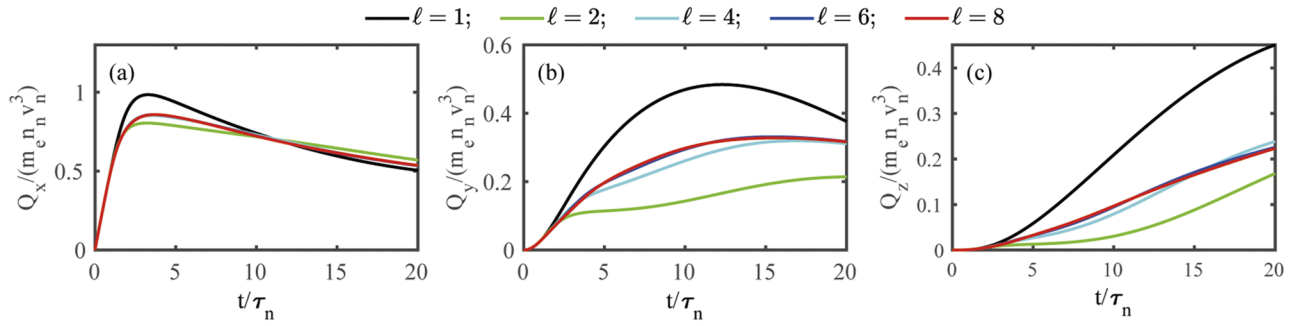 ℓ = 1; ℓ = 2; ℓ = 4; ℓ = 6; ℓ = 8
(a)
Qx/(m_e n_n v_n^3)
1
0.5
0
0 5 10 15 20
t/τ_n
(b)
Q_y/(m_e n_n v_n^3)
0.6
0.4
0.2
0
0 5 10 15 20
t/τ_n
(c)
Q_z/(m_e n_n v_n^3)
0.4
0.3
0.2
0.1
0
0 5 10 15 20
t/τ_n